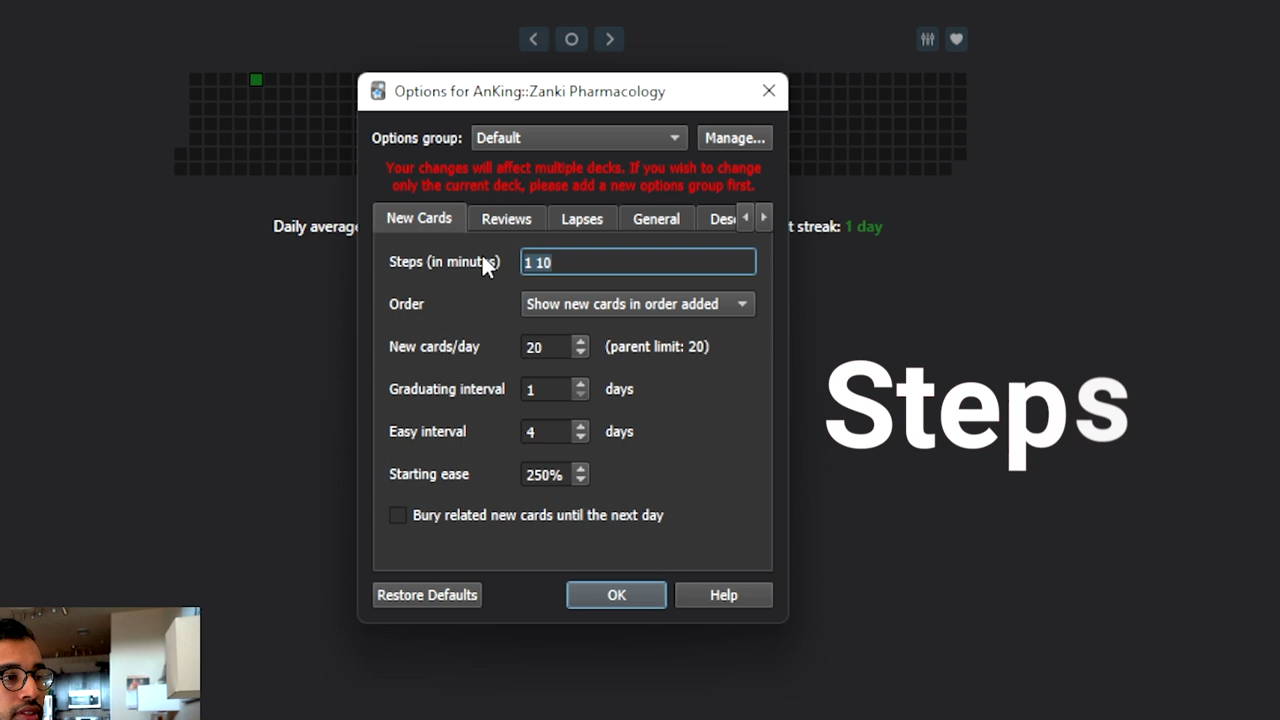 Options for AnKing::Zanki Pharmacology
Options group: Default Manage...
Your changes will affect multiple decks. If you wish to change
only the current deck, please add a new options group first.
New Cards Reviews Lapses General
Steps (in minutes) 1 10
Order Show new cards in order added
New cards/day 20 (parent limit: 20)
Graduating interval 1 days
Easy interval 4 days
Starting ease 250%
Bury related new cards until the next day
Restore Defaults OK Help
Daily average
t streak: 1 day
Steps